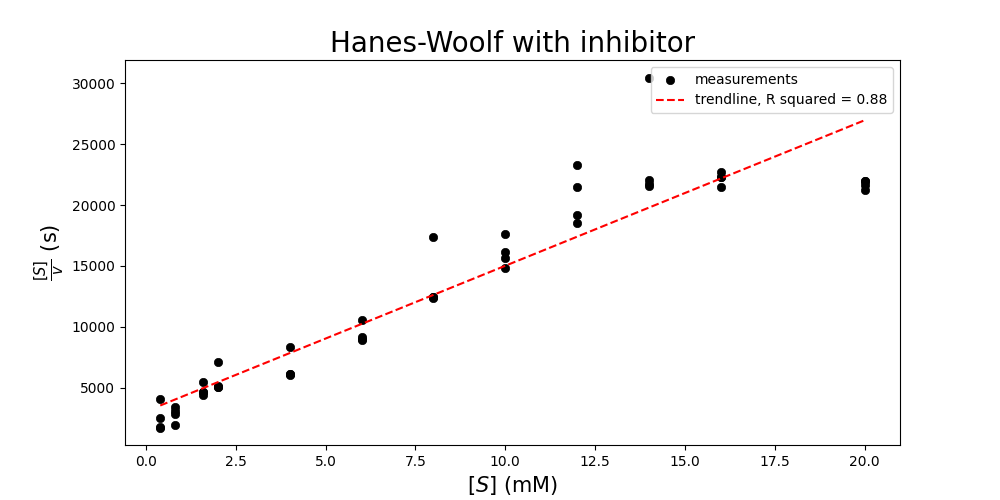 Hanes-Woolf with inhibitor
measurements
trendline, R squared = 0.88
30000
25000
20000
15000
10000
5000
[S]/v (s)
0.0 2.5 5.0 7.5 10.0 12.5 15.0 17.5 20.0
[S] (mM)